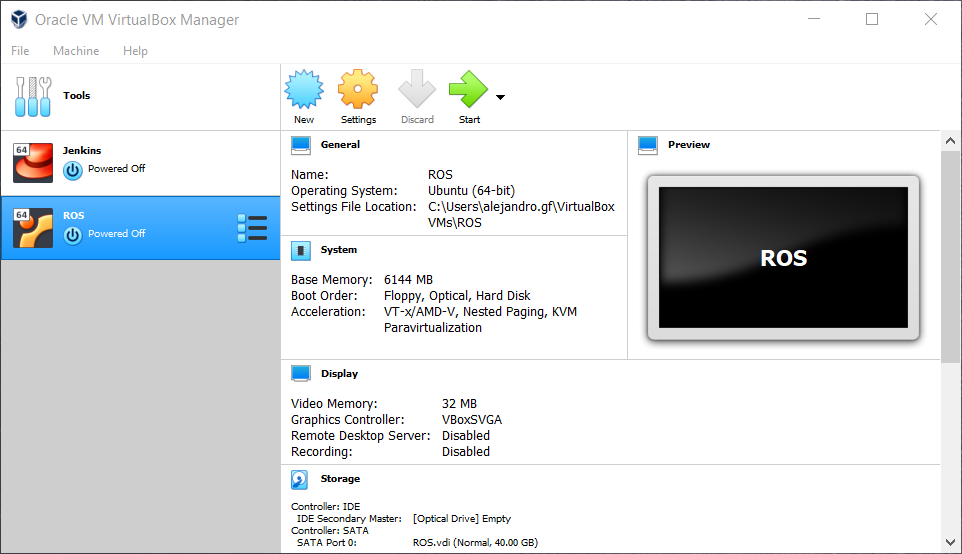 Oracle VM VirtualBox Manager
File Machine Help
Tools
New Settings Discard Start
64
Jenkins
Powered Off
64
ROS
Powered Off
General
Name: ROS
Operating System: Ubuntu (64-bit)
Settings File Location: C:\Users\alejandro.gf\VirtualBox
VMs\ROS
Preview
ROS
System
Base Memory: 6144 MB
Boot Order: Floppy, Optical, Hard Disk
Acceleration: VT-x/AMD-V, Nested Paging, KVM
Paravirtualization
Display
Video Memory: 32 MB
Graphics Controller: VBoxSVGA
Remote Desktop Server: Disabled
Recording: Disabled
Storage
Controller: IDE
IDE Secondary Master: [Optical Drive] Empty
Controller: SATA
SATA Port 0: ROS.vdi (Normal, 40.00 GB)